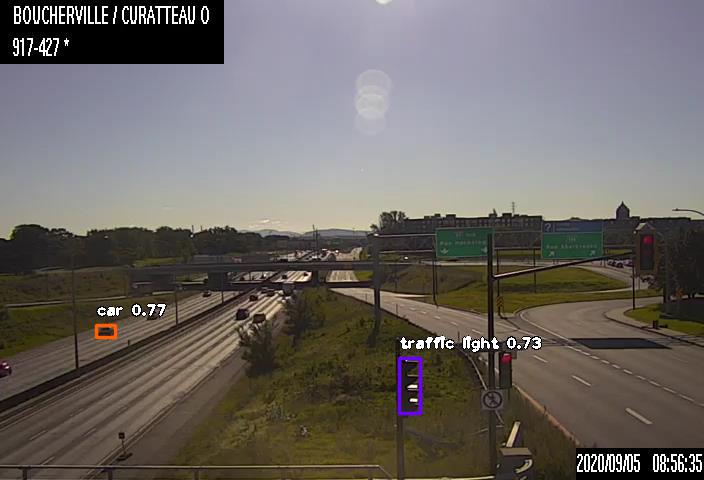 BOUCHERVILLE / CURATTEAU O
917-427 *
car 0.77
traffic light 0.73
2020/09/05 08:56:35